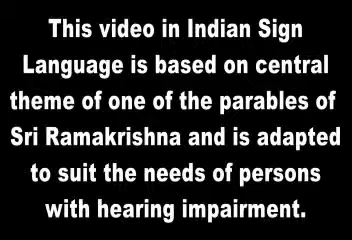 This video in Indian Sign
Language is based on central
theme of one of the parables of
Sri Ramakrishna and is adapted
to suit the needs of persons
with hearing impairment.